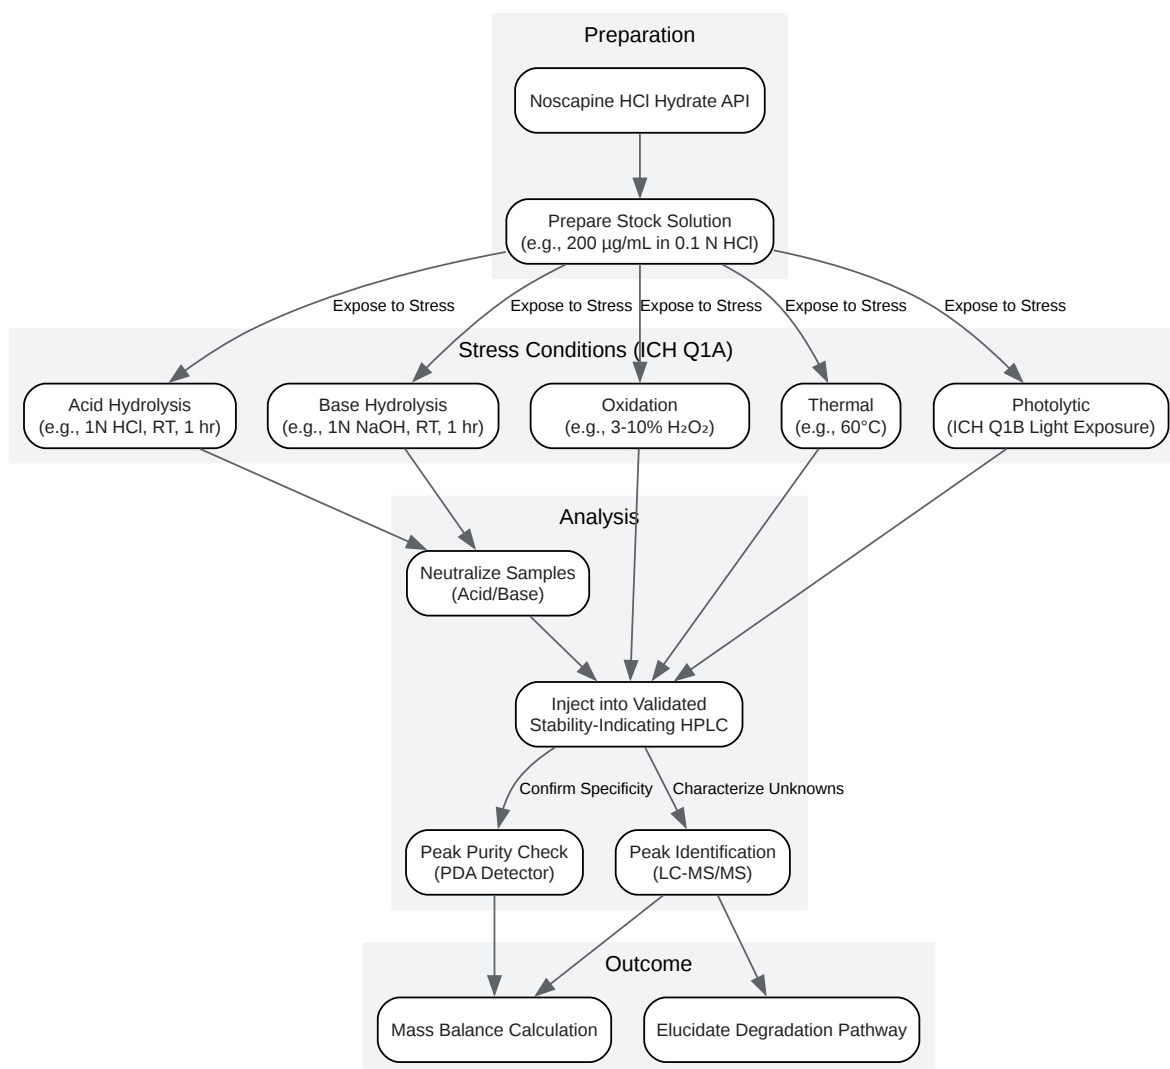 Preparation
Noscapine HCl Hydrate API
Prepare Stock Solution
(e.g., 200 µg/mL in 0.1 N HCl)
Expose to Stress
Expose to Stress
Expose to Stress
Expose to Stress
Expose to Stress
Stress Conditions (ICH Q1A)
Acid Hydrolysis
(e.g., 1N HCl, RT, 1 hr)
Base Hydrolysis
(e.g., 1N NaOH, RT, 1 hr)
Oxidation
(e.g., 3-10% H₂O₂)
Thermal
(e.g., 60°C)
Photolytic
(ICH Q1B Light Exposure)
Analysis
Neutralize Samples
(Acid/Base)
Inject into Validated
Stability-Indicating HPLC
Confirm Specificity
Characterize Unknowns
Peak Purity Check
(PDA Detector)
Peak Identification
(LC-MS/MS)
Outcome
Mass Balance Calculation
Elucidate Degradation Pathway